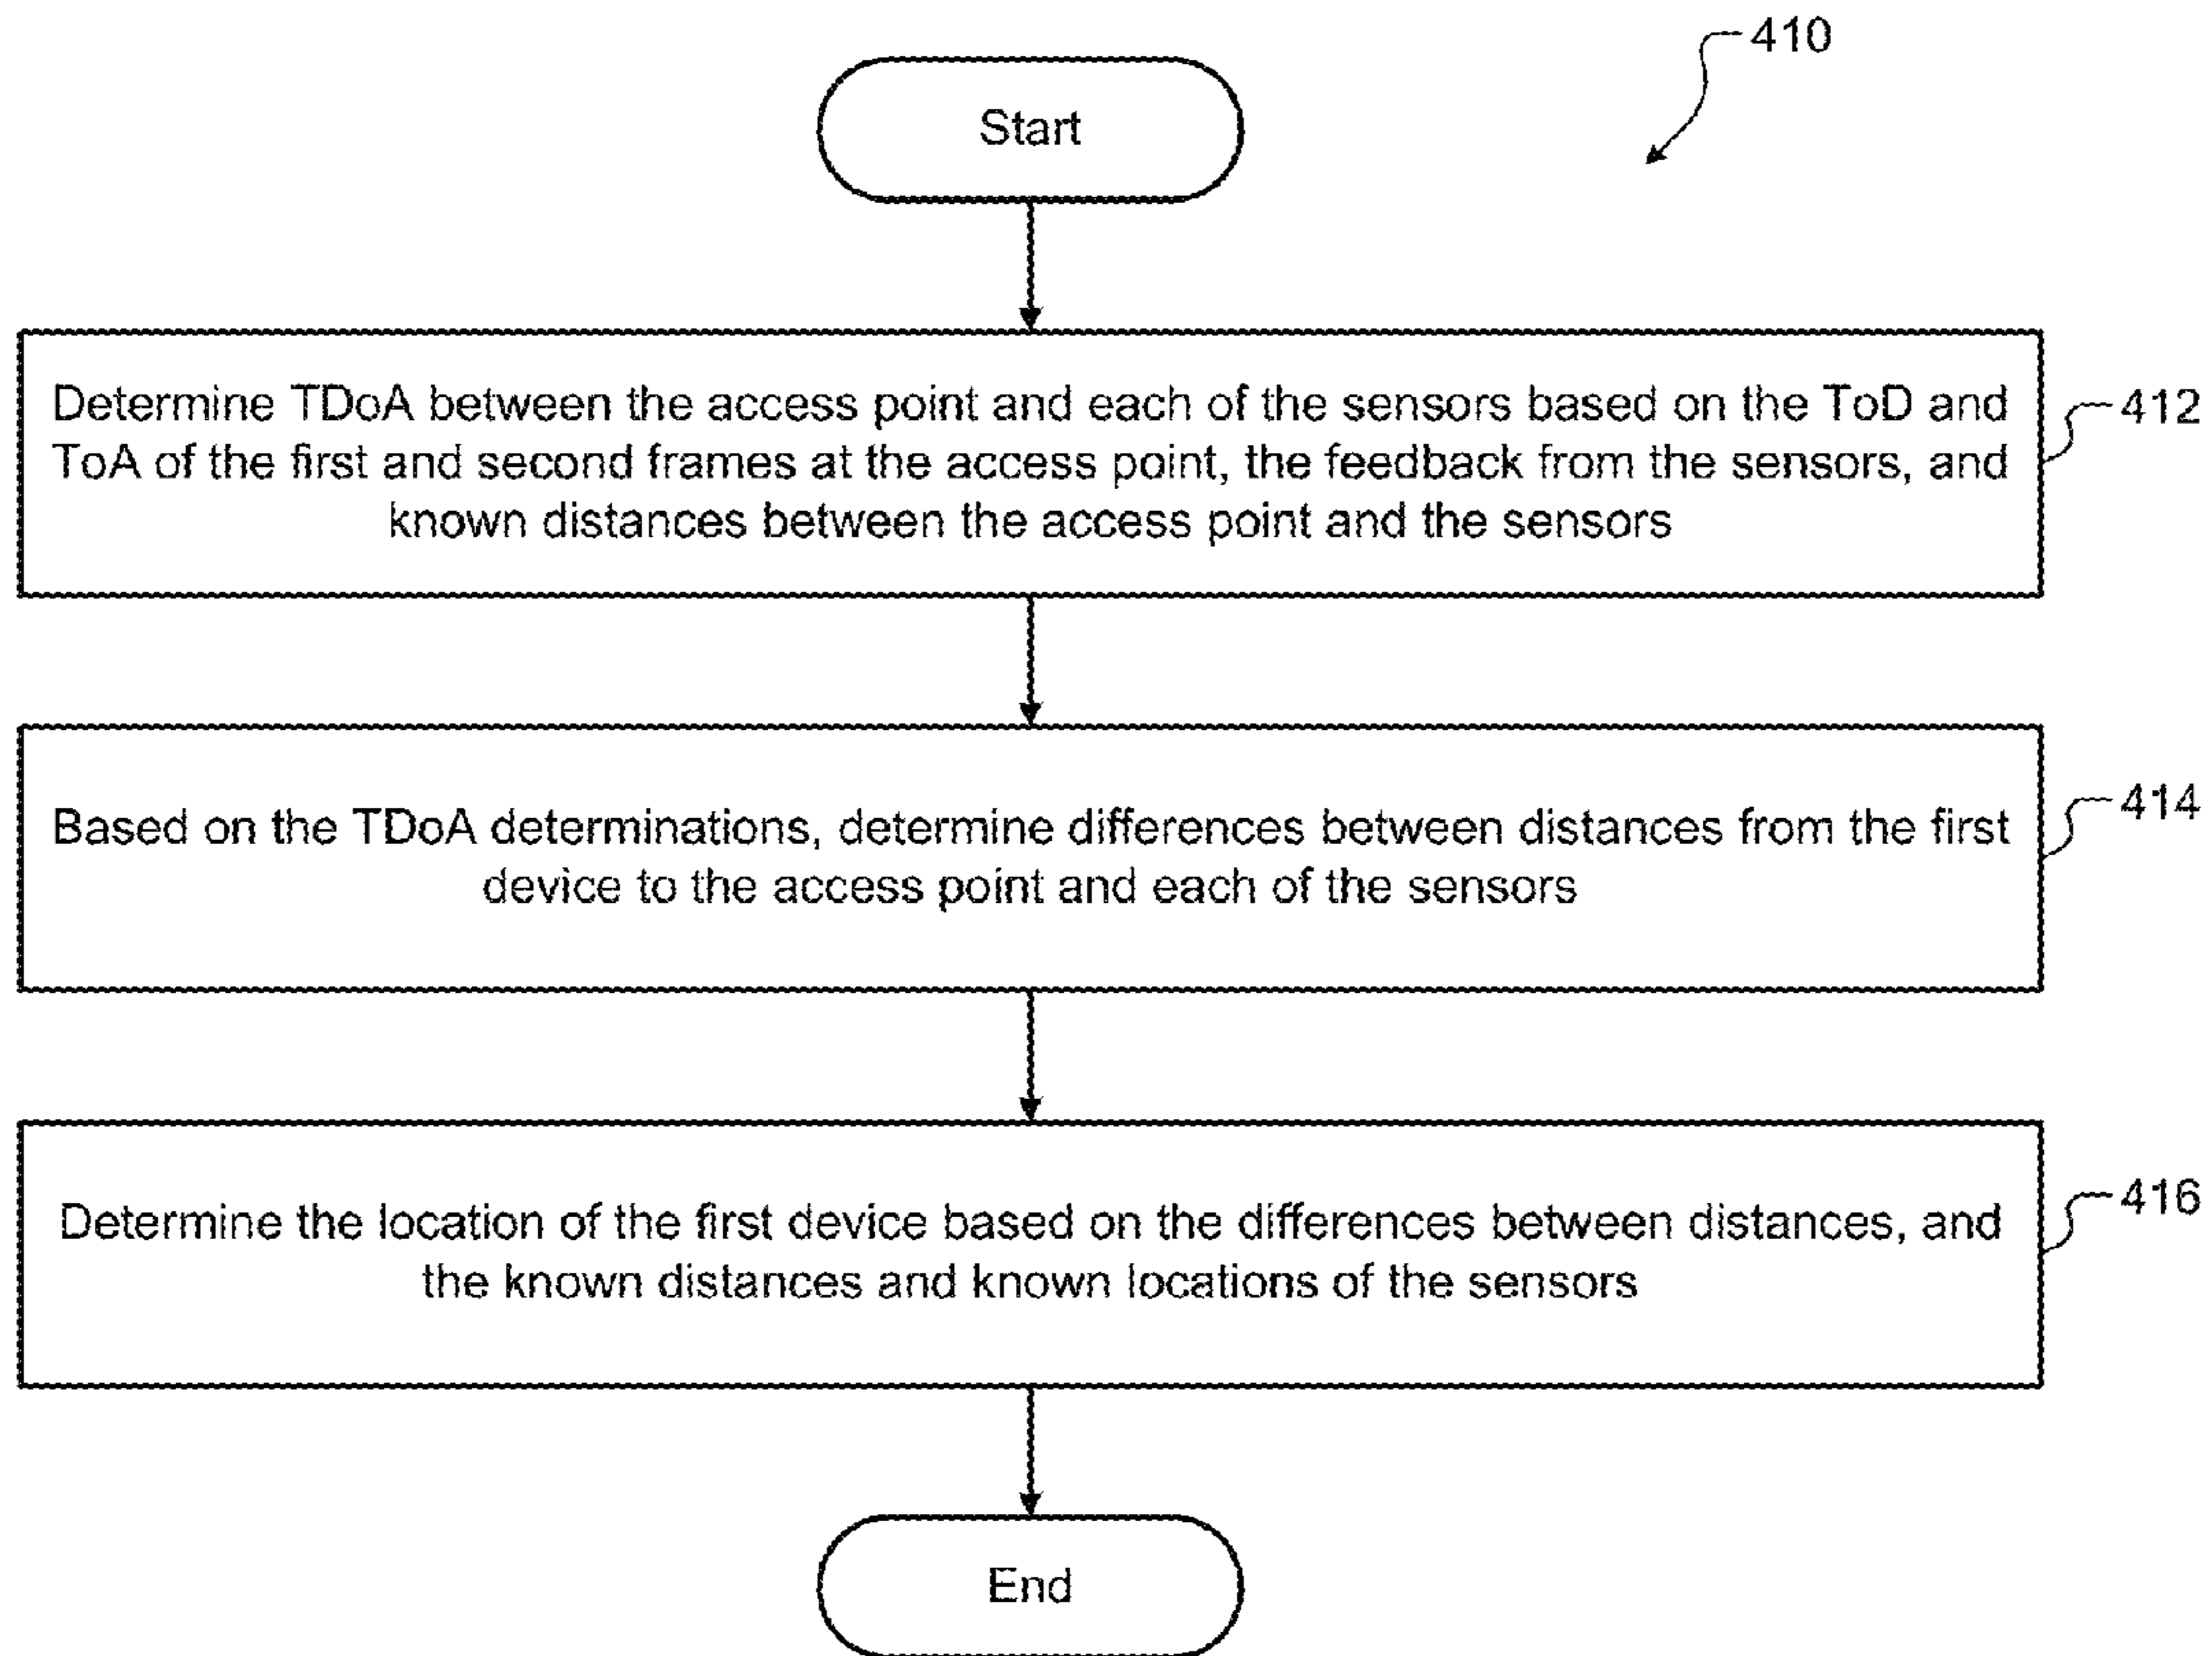 410
Start
Determine TDoA between the access point and each of the sensors based on the ToD and
ToA of the first and second frames at the access point, the feedback from the sensors, and
known distances between the access point and the sensors
412
Based on the TDoA determinations, determine differences between distances from the first
device to the access point and each of the sensors
414
Determine the location of the first device based on the differences between distances, and
the known distances and known locations of the sensors
416
End